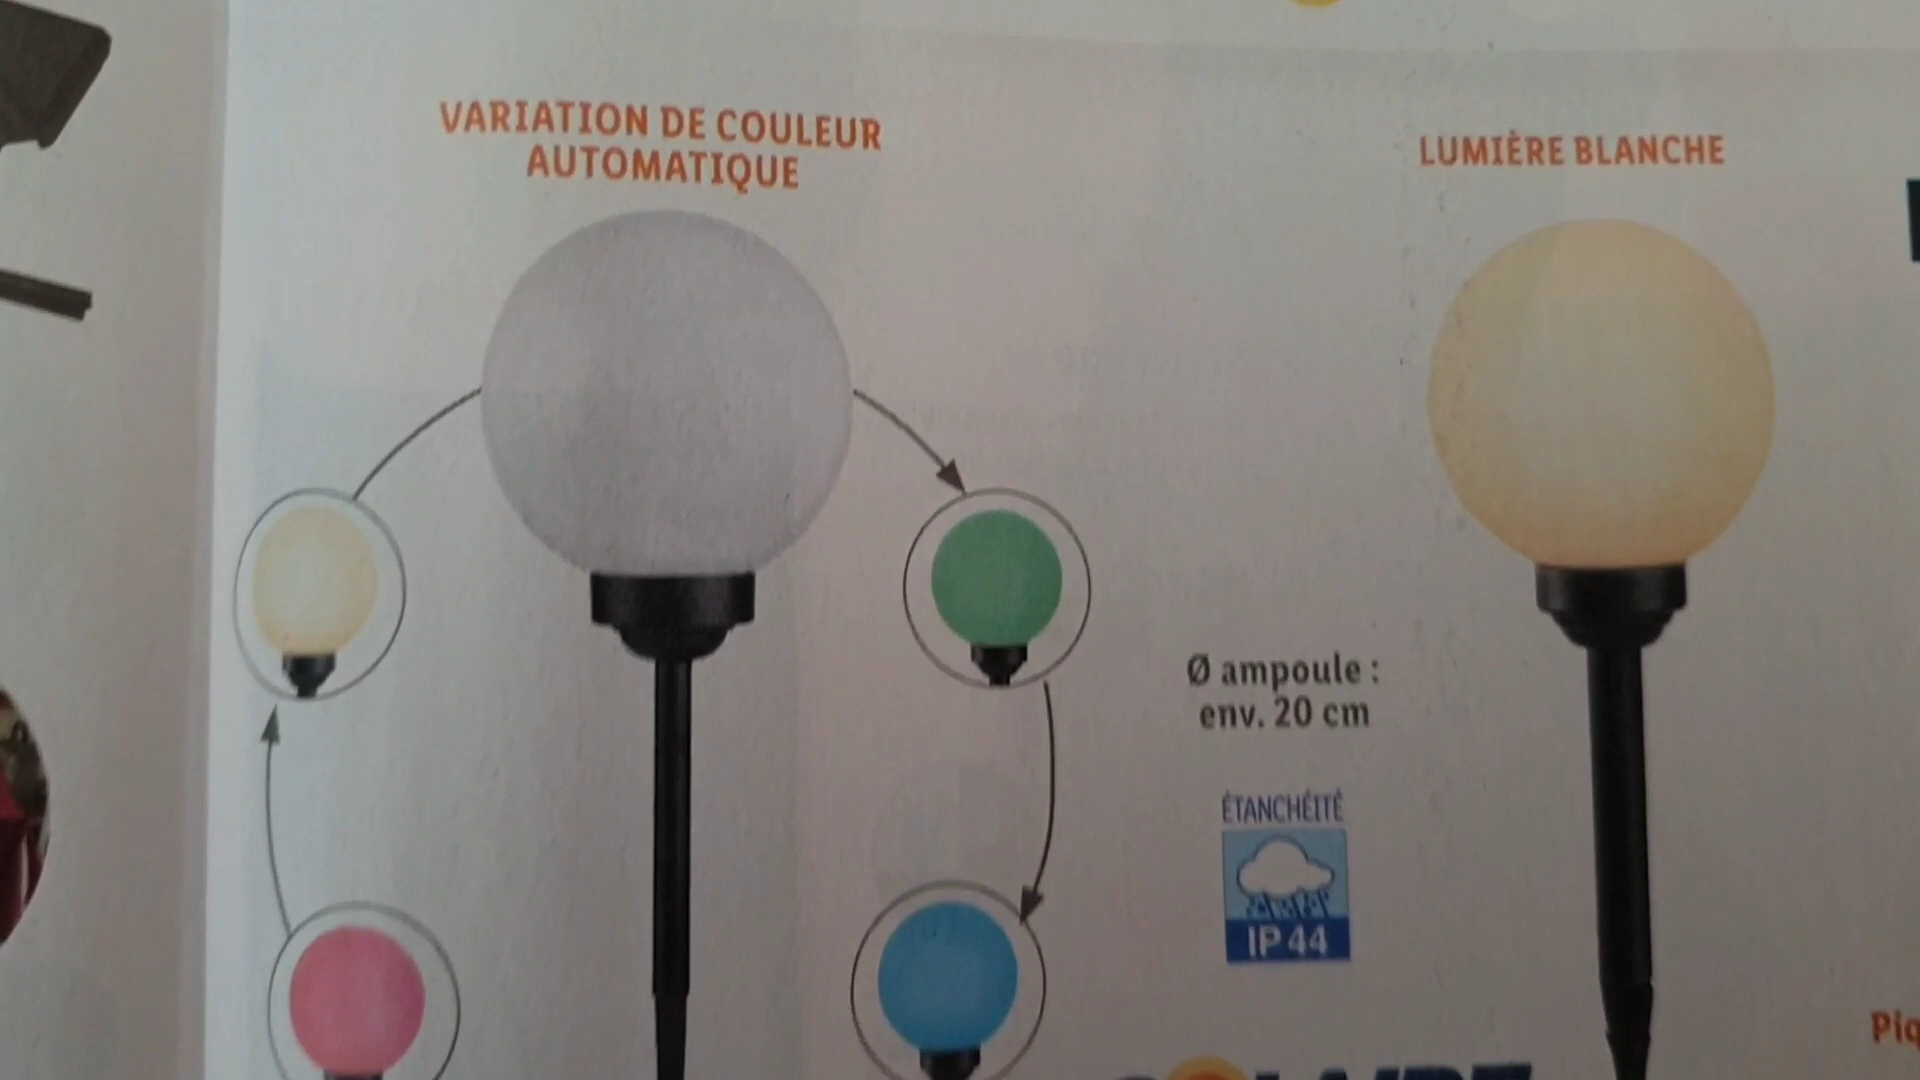 VARIATION DE COULEUR
AUTOMATIQUE
LUMIÈRE BLANCHE
Ø ampoule :
env. 20 cm
ÉTANCHÉITÉ
IP 44